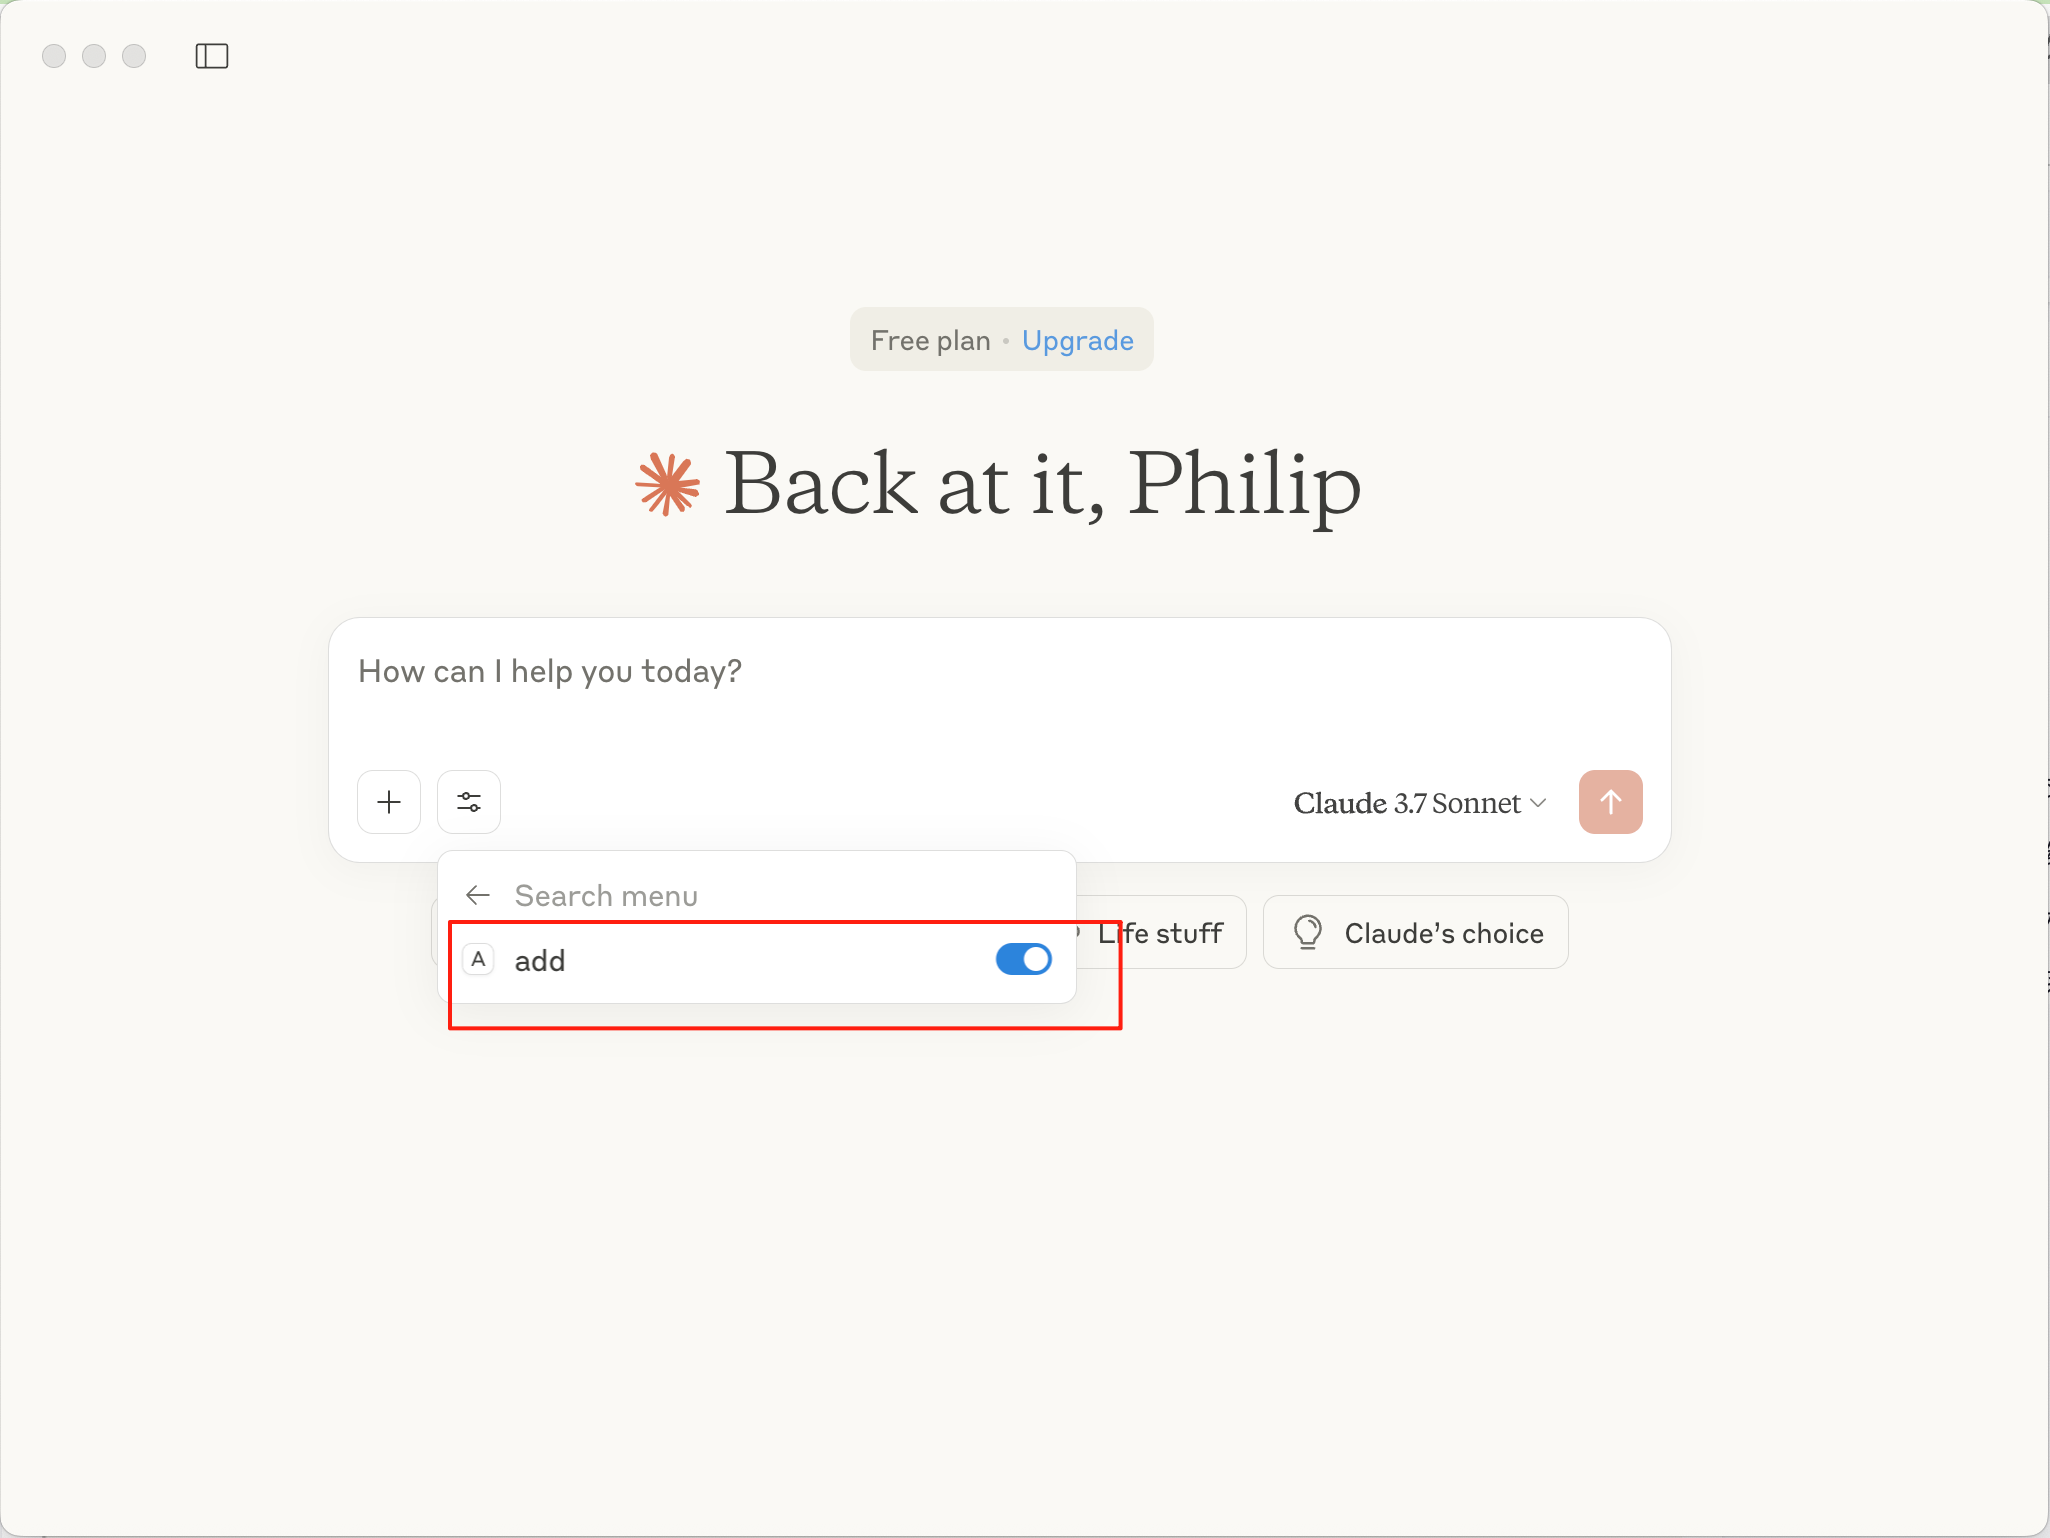 Free plan • Upgrade
Back at it, Philip
How can I help you today?
Claude 3.7 Sonnet
Search menu
A add
Life stuff
Claude's choice